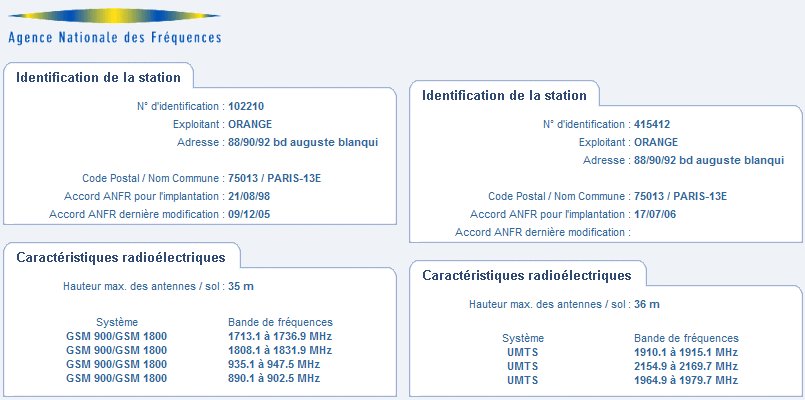 Agence Nationale des Fréquences
Identification de la station
N° d'identification : 102210
Exploitant : ORANGE
Adresse : 88/90/92 bd auguste blanqui
Code Postal / Nom Commune : 75013 / PARIS-13E
Accord ANFR pour l'implantation : 21/08/98
Accord ANFR dernière modification : 09/12/05
Caractéristiques radioélectriques
Hauteur max. des antennes / sol : 35 m
Système Bande de fréquences
GSM 900/GSM 1800 1713.1 à 1736.9 MHz
GSM 900/GSM 1800 1808.1 à 1831.9 MHz
GSM 900/GSM 1800 935.1 à 947.5 MHz
GSM 900/GSM 1800 890.1 à 902.5 MHz
Identification de la station
N° d'identification : 415412
Exploitant : ORANGE
Adresse : 88/90/92 bd auguste blanqui
Code Postal / Nom Commune : 75013 / PARIS-13E
Accord ANFR pour l'implantation : 17/07/06
Accord ANFR dernière modification :
Caractéristiques radioélectriques
Hauteur max. des antennes / sol : 36 m
Système Bande de fréquences
UMTS 1910.1 à 1915.1 MHz
UMTS 2154.9 à 2169.7 MHz
UMTS 1964.9 à 1979.7 MHz